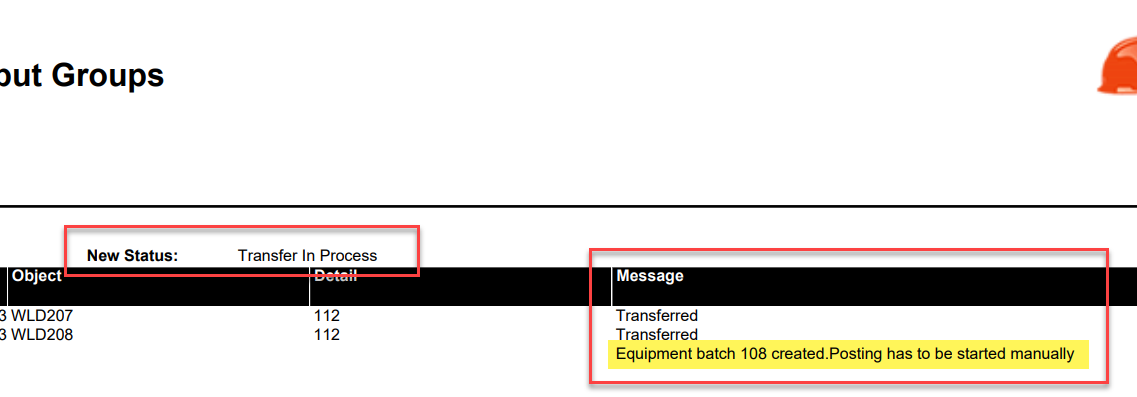 out Groups
New Status: Transfer In Process
Object Detail Message
3 WLD207 112 Transferred
3 WLD208 112 Transferred
Equipment batch 108 created.Posting has to be started manually